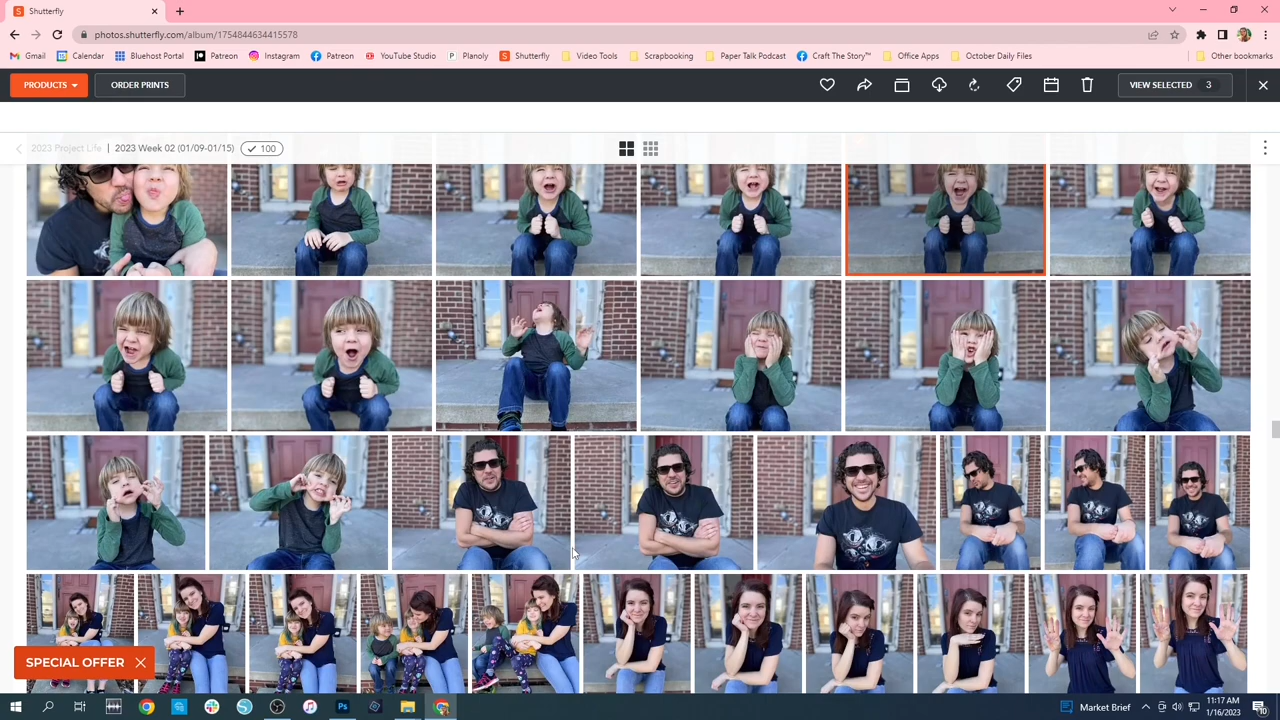 Shutterfly
photos.shutterfly.com/album/1754844634415578
Gmail Calendar Bluehost Portal Patreon Instagram Patreon YouTube Studio Planoly Shutterfly Video Tools Scrapbooking Paper Talk Podcast Craft The Story™ Office Apps October Daily Files Other bookmarks
PRODUCTS ORDER PRINTS VIEW SELECTED 3
2023 Project Life | 2023 Week 02 (01/09-01/15) 100
SPECIAL OFFER
Market Brief 11:17 AM
1/16/2023 10